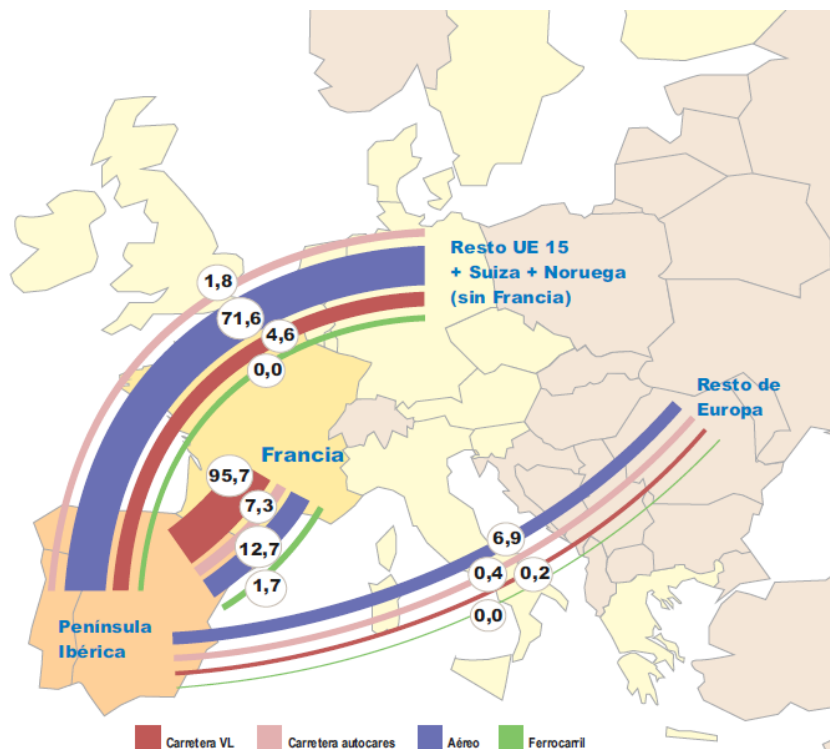 Resto UE 15
+ Suiza + Noruega
(sin Francia)
1,8
71,6
4,6
0,0
Resto de
Europa
Francia
95,7
7,3
12,7
1,7
6,9
0,4
0,2
0,0
Península
Ibérica
Carretera VL
Carretera autocares
Aéreo
Ferrocarril